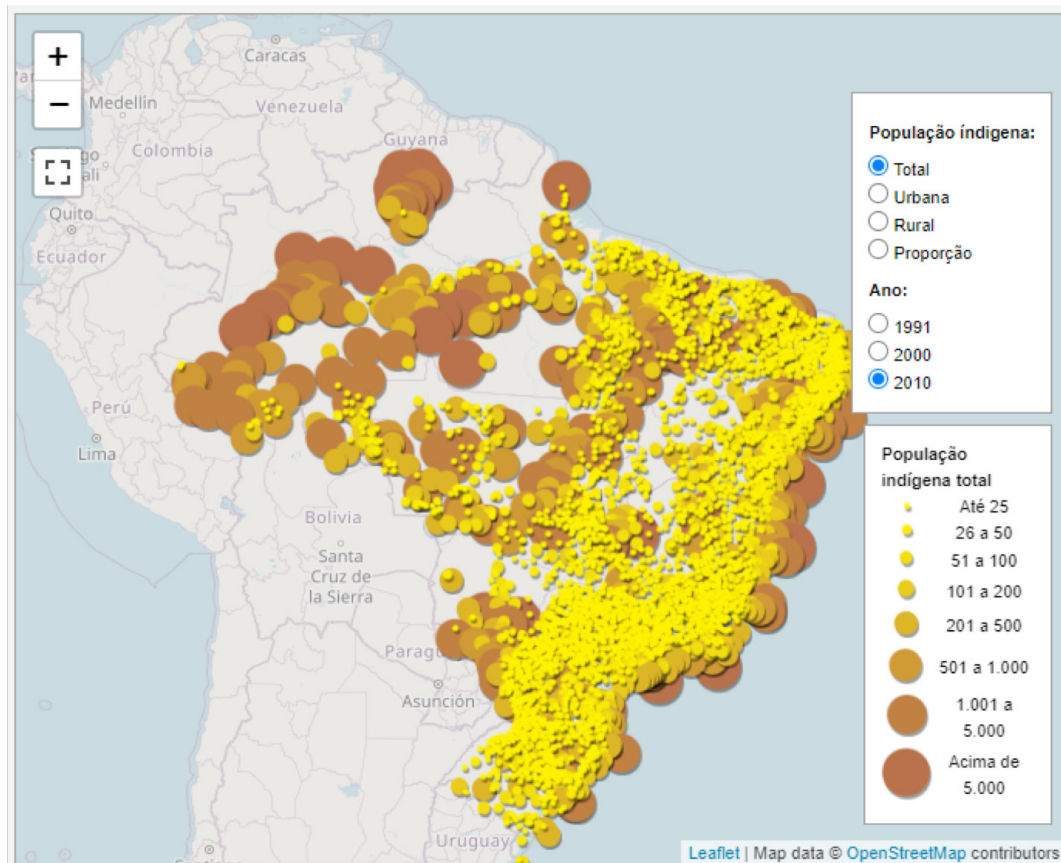 +
−
Caracas
Medellín
Venezuela
Guyana
Colombia
Quito
Ecuador
Perú
Lima
Bolivia
Santa
Cruz de
la Sierra
Asunción
Uruguay
População índigena:
Total
Urbana
Rural
Proporção
Ano:
1991
2000
2010
População
indígena total
Até 25
26 a 50
51 a 100
101 a 200
201 a 500
501 a 1.000
1.001 a
5.000
Acima de
5.000
Leaflet | Map data © OpenStreetMap contributors